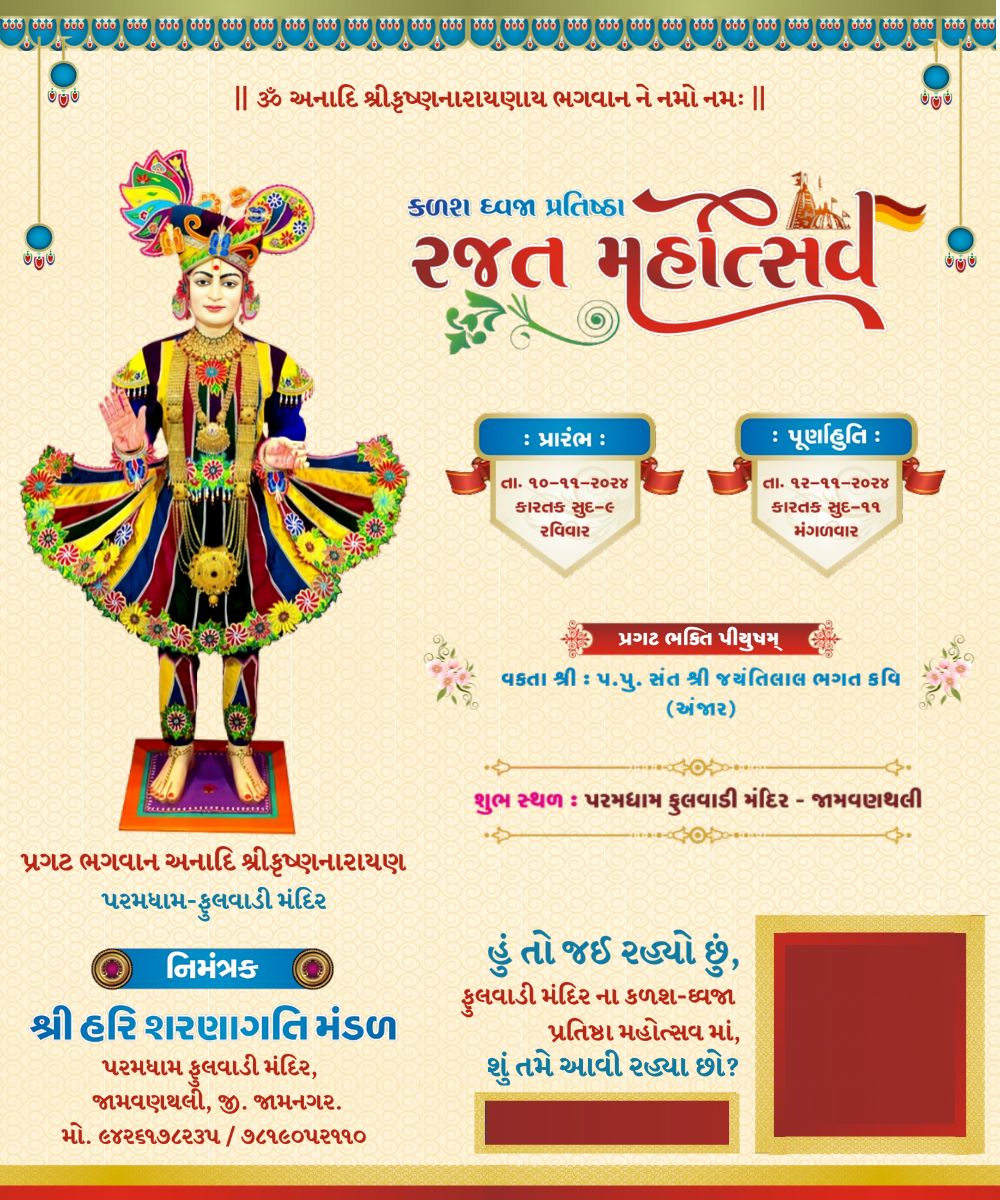 || ૐ અનાદિ શ્રીકૃષ્ણનારાયણાય ભગવાન ને નમો નમઃ ||
કળશ ધ્વજા પ્રતિષ્ઠા
રજત મહોત્સવ
: પ્રારંભ :
તા. ૧૦-૧૧-૨૦૨૪
કારતક સુદ-૯
રવિવાર
: પૂર્ણાહુતિ :
તા. ૧૨-૧૧-૨૦૨૪
કારતક સુદ-૧૧
મંગળવાર
પ્રગટ ભક્તિ પીયુષમ્
વકતા શ્રી : પ.પુ. સંત શ્રી જયંતિલાલ ભગત કવિ
(અંજાર)
શુભ સ્થળ : પરમધામ ફુલવાડી મંદિર - જામવણથલી
પ્રગટ ભગવાન અનાદિ શ્રીકૃષ્ણનારાયણ
પરમધામ-ફુલવાડી મંદિર
નિમંત્રક
શ્રી હરિ શરણાગતિ મંડળ
પરમધામ ફુલવાડી મંદિર,
જામવણથલી, જી. જામનગર.
મો. ૯૪૨૬૧૭૮૨૩૫ / ૭૮૧૯૦૫૨૧૧૦
હું તો જઈ રહ્યો છું,
ફુલવાડી મંદિર ના કળશ-ધ્વજા
પ્રતિષ્ઠા મહોત્સવ માં,
શું તમે આવી રહ્યા છો?